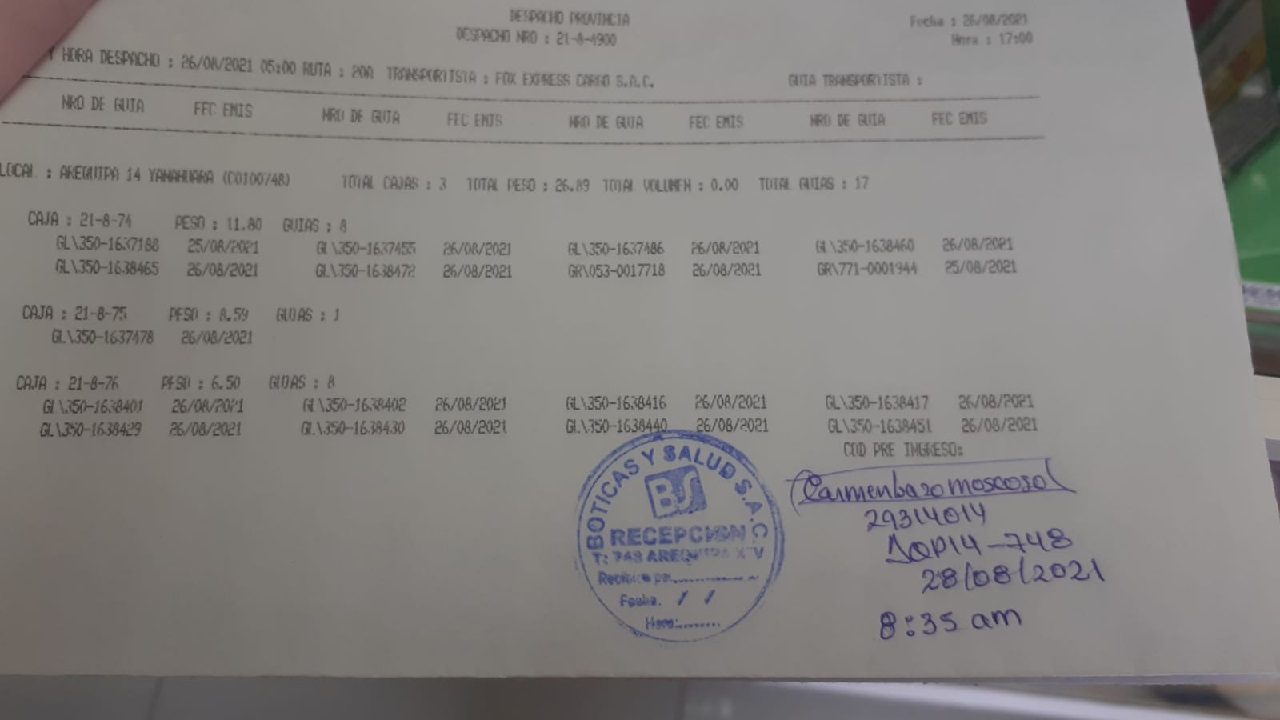 DESPACHO PROVINCIA
DESPACHO NRO : 21-8-4900
Fecha : 26/08/2021
Hora : 17:00
Y HORA DESPACHO : 26/08/2021 05:00 RUTA : 20A TRANSPORTISTA : FOX EXPRESS CARGO S.A.C. GUIA TRANSPORTISTA :
NRO DE GUIA FEC EMIS NRO DE GUIA FEC EMIS NRO DE GUIA FEC EMIS NRO DE GUIA FEC EMIS
LOCAL : AREQUIPA 14 YANAHUARA (C0100748) TOTAL CAJAS : 3 TOTAL PESO : 26.89 TOTAL VOLUMEN : 0.00 TOTAL GUIAS : 17
CAJA : 21-8-74 PESO : 11.80 GUIAS : 8
GL\350-1637188 25/08/2021 GL\350-1637455 26/08/2021 GL\350-1637486 26/08/2021 GL\350-1638460 26/08/2021
GL\350-1638465 26/08/2021 GL\350-1638472 26/08/2021 GR\053-0017718 26/08/2021 GR\771-0001944 25/08/2021
CAJA : 21-8-75 PESO : 8.59 GUIAS : 1
GL\350-1637478 26/08/2021
CAJA : 21-8-76 PESO : 6.50 GUIAS : 8
GL\350-1638401 26/08/2021 GL\350-1638402 26/08/2021 GL\350-1638416 26/08/2021 GL\350-1638417 26/08/2021
GL\350-1638429 26/08/2021 GL\350-1638430 26/08/2021 GL\350-1638440 26/08/2021 GL\350-1638451 26/08/2021
COD PRE INGRESO:
BOTICAS Y SALUD S.A.C
BS
RECEPCION
T: 748 AREQUIPA XIV
Recibido por
Fecha. / /
Hora:
Carmen bazo moscoso
29314014
AQP14-748
28/08/2021
8:35 am